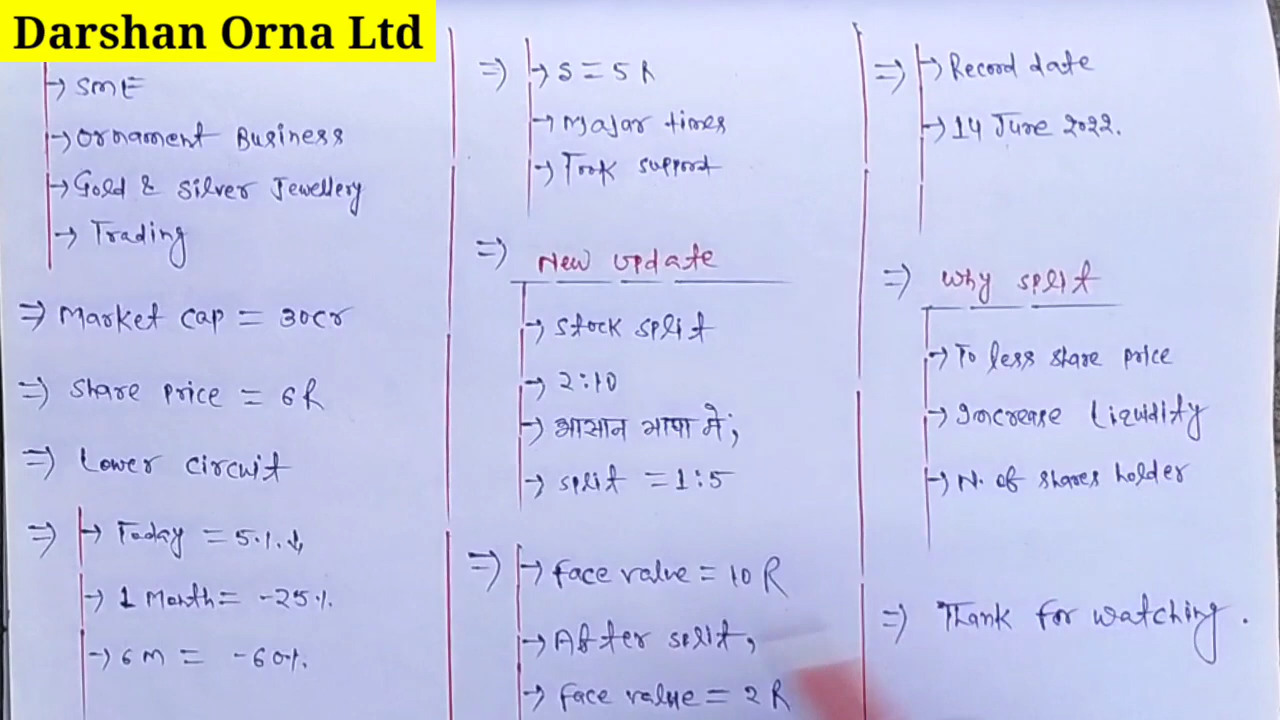 Darshan Orna Ltd
→ SME
→ Ornament Business
→ Gold & Silver Jewellery
→ Trading
⇒ Market cap = 30cr
⇒ Share price = 6 R
⇒ Lower circuit
⇒ → Today = 5% ↓
→ 1 Month = -25%
→ 6 M = -60%
⇒ → S = 5 R
→ Major times
→ Took support
⇒ New update
→ Stock split
→ 2:10
→ आसान भाषा में;
→ split = 1:5
⇒ → face value = 10 R
→ After split,
→ face value = 2 R
⇒ → Record date
→ 14 June 2022.
⇒ Why split
→ To less share price
→ Increase Liquidity
→ N. of shares holder
⇒ Thank for watching.